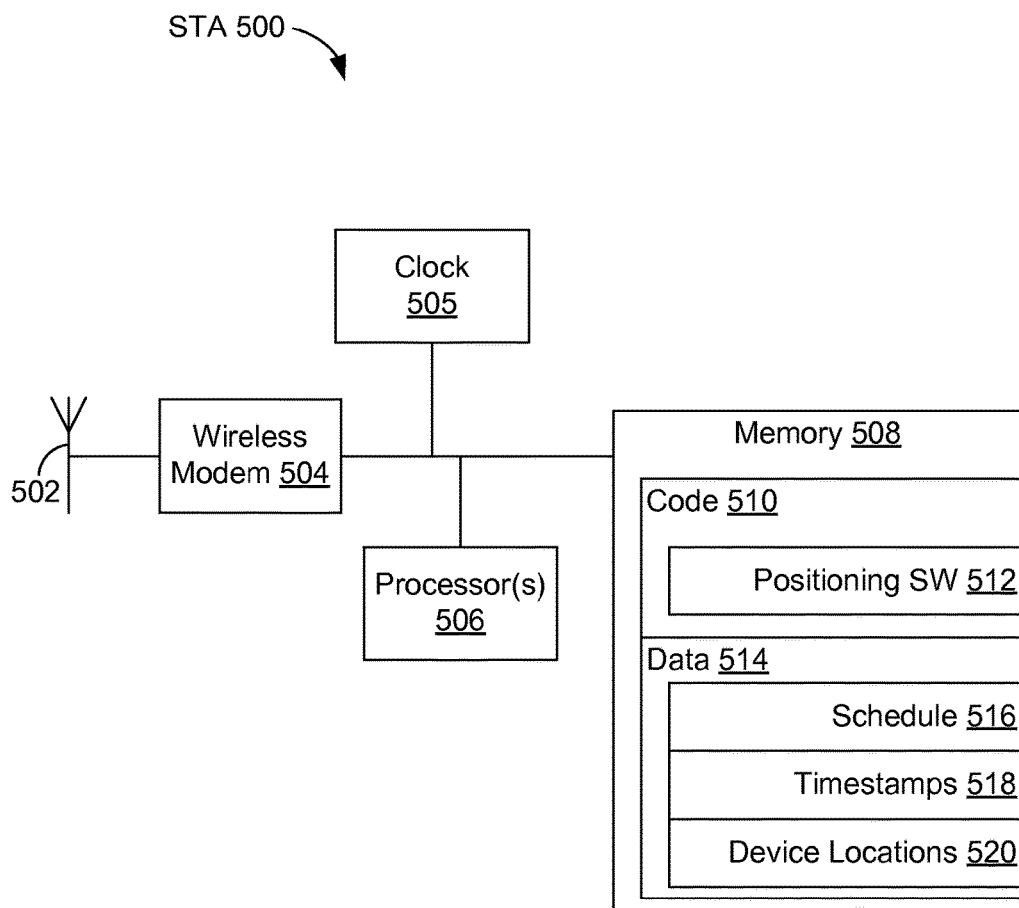 STA 500
Clock
505
Wireless
Modem 504
502
Processor(s)
506
Memory 508
Code 510
Positioning SW 512
Data 514
Schedule 516
Timestamps 518
Device Locations 520